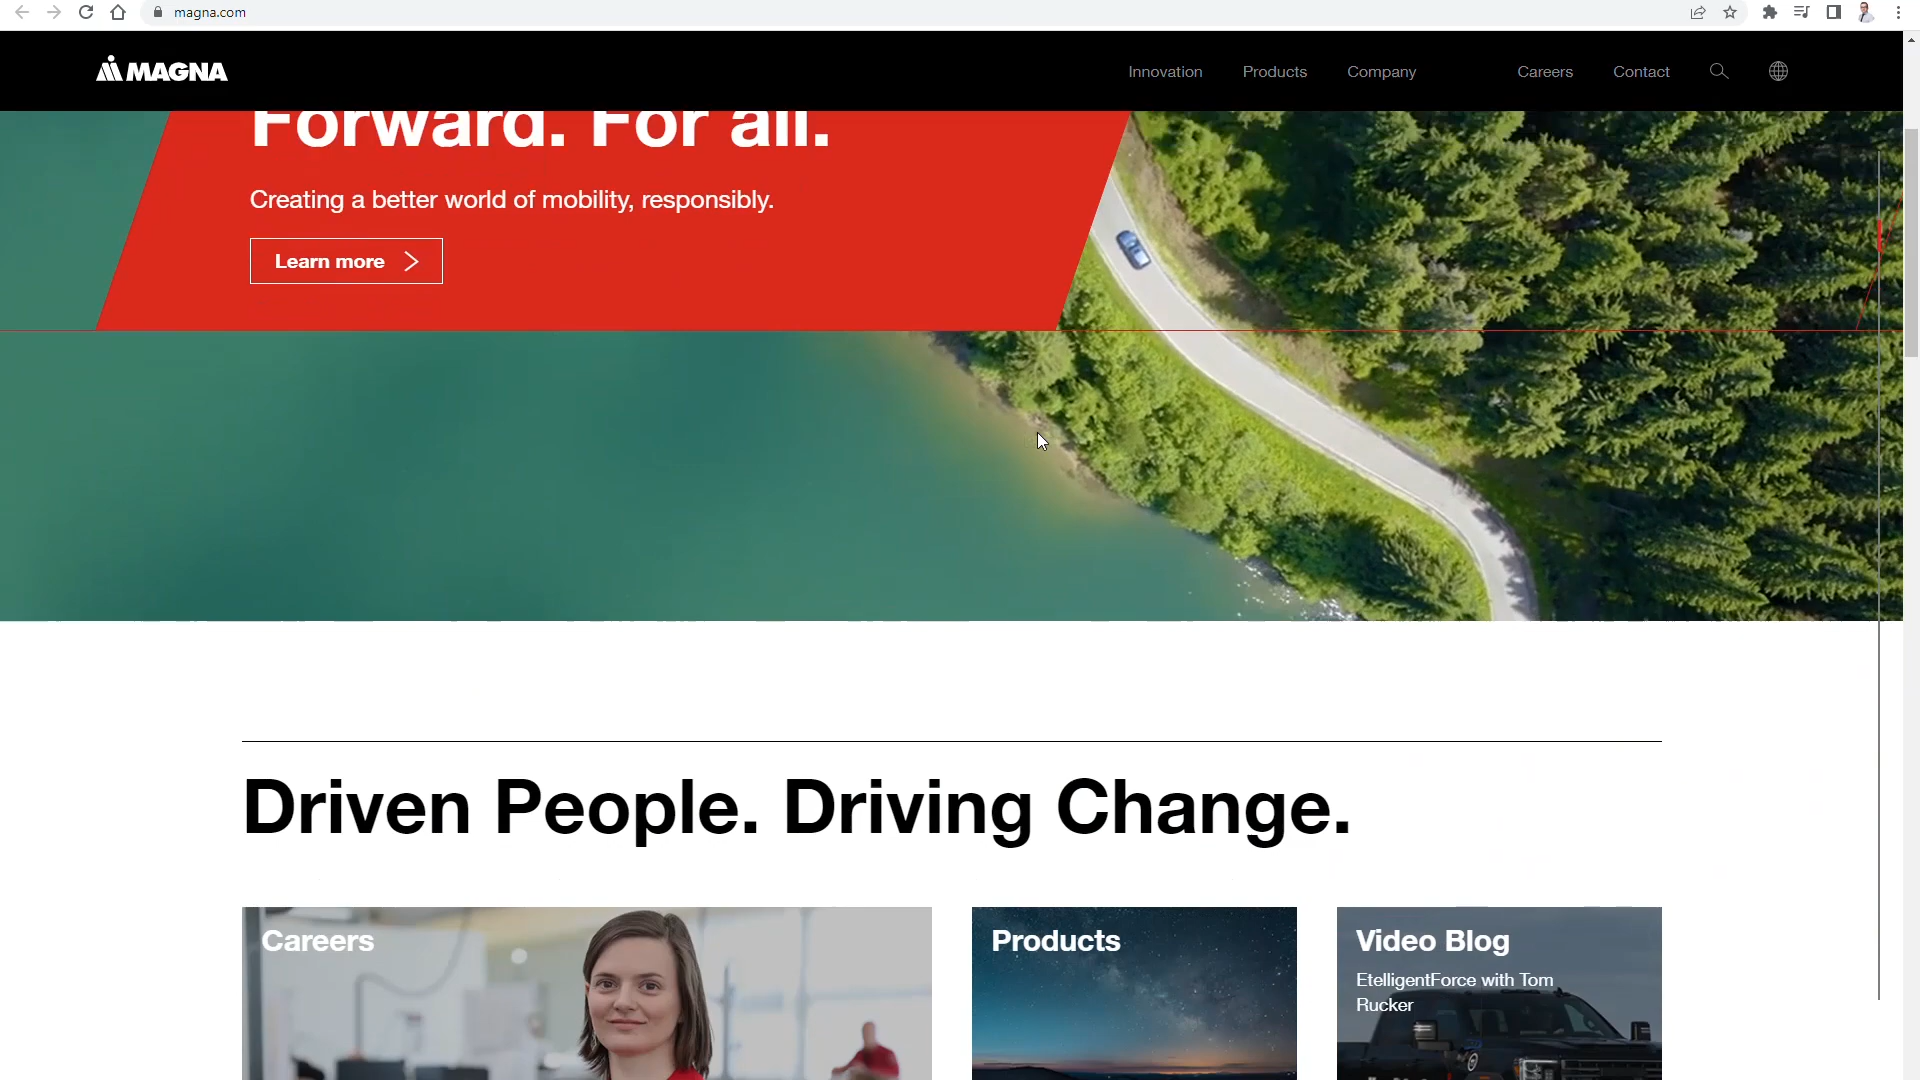 magna.com
MAGNA
Innovation
Products
Company
Careers
Contact
Forward. For all.
Creating a better world of mobility, responsibly.
Learn more
Driven People. Driving Change.
Careers
Products
Video Blog
EtelligentForce with Tom
Rucker